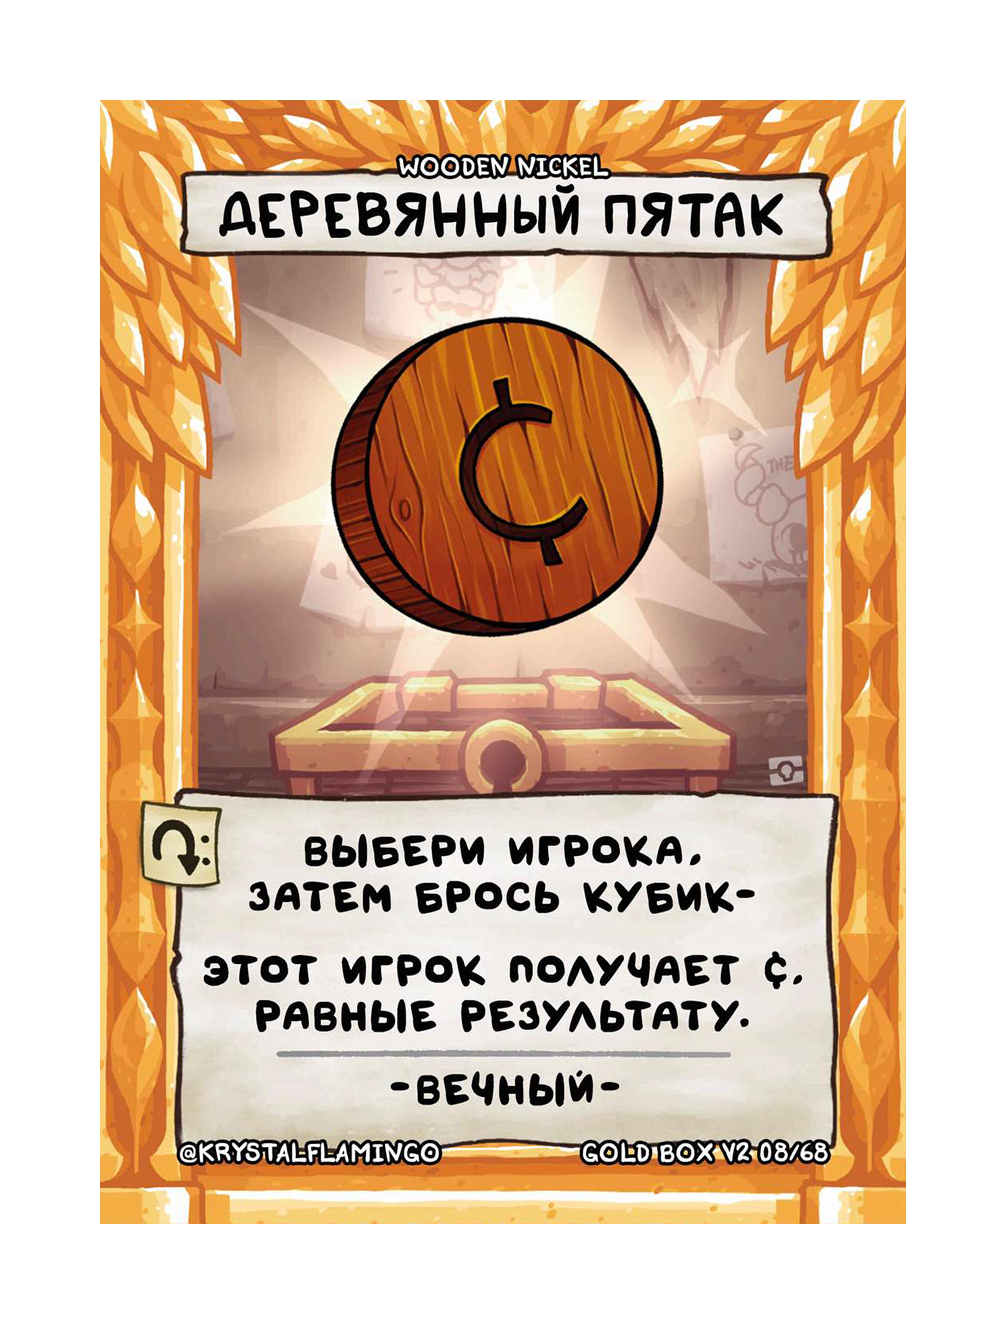 WOODEN NICKEL
ДЕРЕВЯННЫЙ ПЯТАК
THE
¢
ВЫБЕРИ ИГРОКА,
ЗАТЕМ БРОСЬ КУБИК-
ЭТОТ ИГРОК ПОЛУЧАЕТ ¢,
РАВНЫЕ РЕЗУЛЬТАТУ.
-ВЕЧНЫЙ-
@KRYSTALFLAMINGO
GOLD BOX V2 08/68